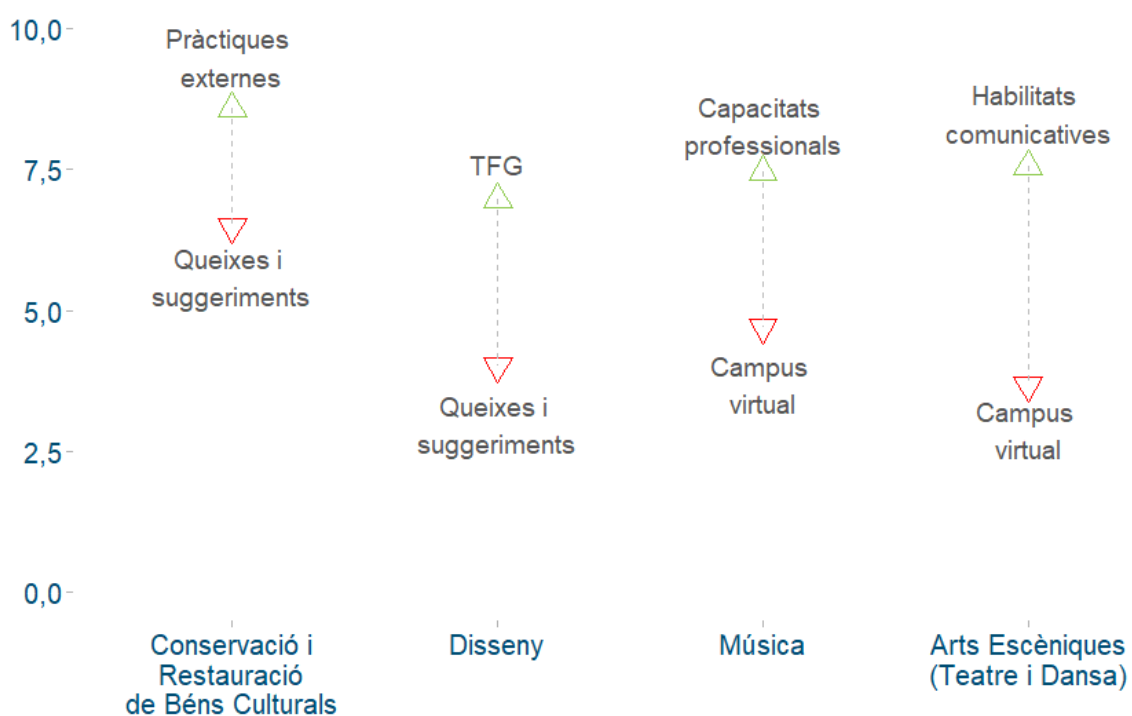 10,0
7,5
5,0
2,5
0,0
Pràctiques
externes
Queixes i
suggeriments
TFG
Queixes i
suggeriments
Capacitats
professionals
Campus
virtual
Habilitats
comunicatives
Campus
virtual
Conservació i
Restauració
de Béns Culturals
Disseny
Música
Arts Escèniques
(Teatre i Dansa)